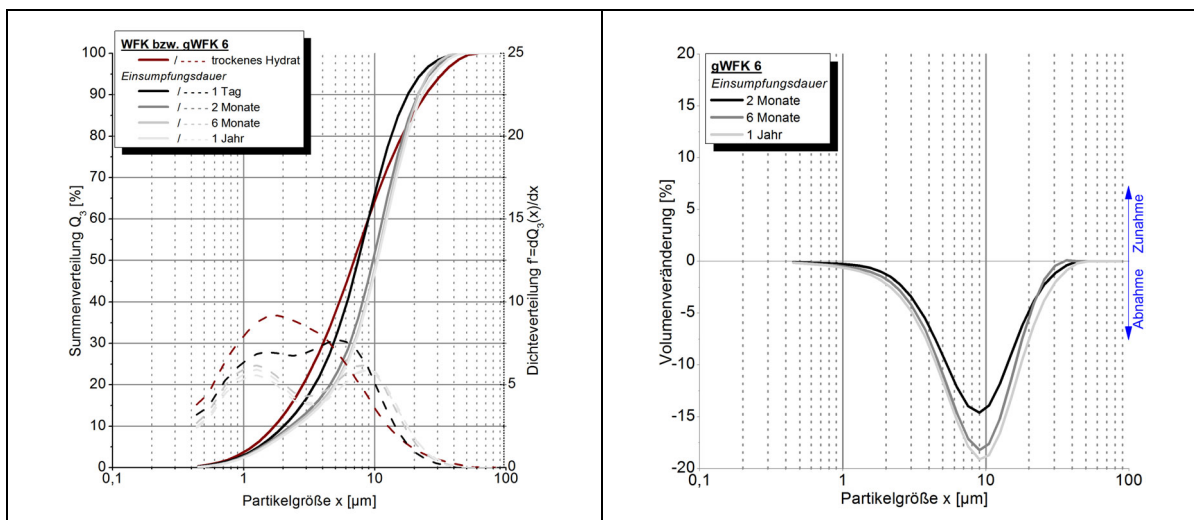 WFK bzw. gWFK 6
/ trockenes Hydrat
Einsumpfungsdauer
/ 1 Tag
/ 2 Monate
/ 6 Monate
/ 1 Jahr
Summenverteilung Q3 [%]
100
90
80
70
60
50
40
30
20
10
0
25
20
15
10
5
0
Dichteverteilung f'=dQ3(x)/dx
0,1
1
10
100
Partikelgröße x [µm]
gWFK 6
Einsumpfungsdauer
2 Monate
6 Monate
1 Jahr
Volumenveränderung [%]
20
15
10
5
0
-5
-10
-15
-20
0,1
1
10
100
Partikelgröße x [µm]
Zunahme
Abnahme